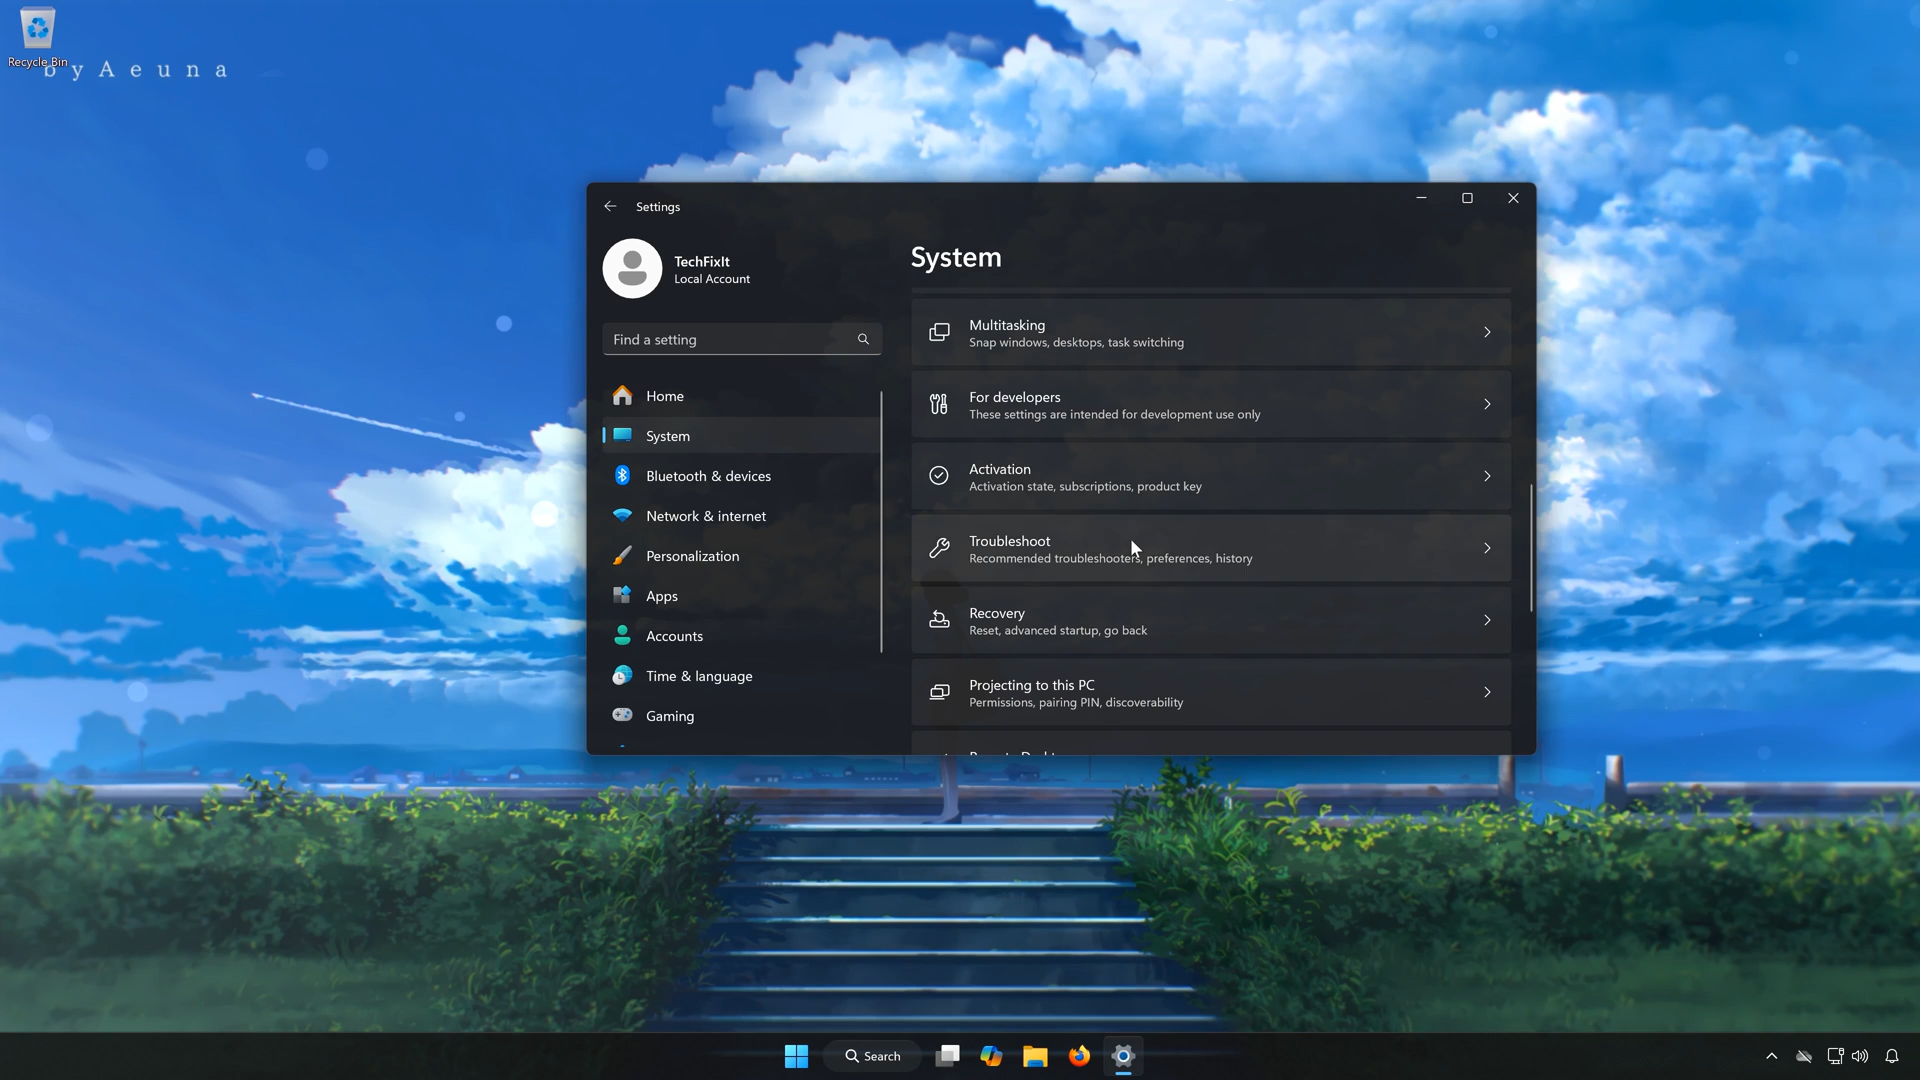 Recycle Bin
b y A e u n a
Settings
TechFixIt
Local Account
Find a setting
Home
System
Bluetooth & devices
Network & internet
Personalization
Apps
Accounts
Time & language
Gaming
System
Multitasking
Snap windows, desktops, task switching
For developers
These settings are intended for development use only
Activation
Activation state, subscriptions, product key
Troubleshoot
Recommended troubleshooters, preferences, history
Recovery
Reset, advanced startup, go back
Projecting to this PC
Permissions, pairing PIN, discoverability
Search